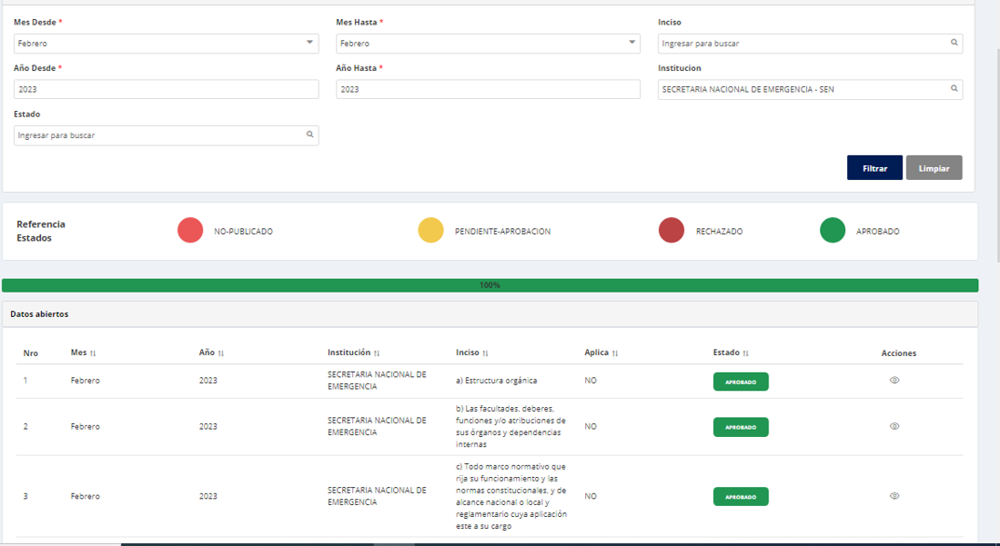 Mes Desde *
Mes Hasta *
Inciso
Febrero
Febrero
Ingresar para buscar
Año Desde *
Año Hasta *
Institucion
2023
2023
SECRETARIA NACIONAL DE EMERGENCIA - SEN
Estado
Ingresar para buscar
Filtrar
Limpiar
Referencia
Estados
NO-PUBLICADO
PENDIENTE-APROBACION
RECHAZADO
APROBADO
100%
Datos abiertos
Nro
Mes
Año
Institución
Inciso
Aplica
Estado
Acciones
1
Febrero
2023
SECRETARIA NACIONAL DE
EMERGENCIA
a) Estructura orgánica
NO
APROBADO
2
Febrero
2023
SECRETARIA NACIONAL DE
EMERGENCIA
b) Las facultades, deberes,
funciones y/o atribuciones de
sus órganos y dependencias
internas
NO
APROBADO
3
Febrero
2023
SECRETARIA NACIONAL DE
EMERGENCIA
c) Todo marco normativo que
rija su funcionamiento y las
normas constitucionales, y de
alcance nacional o local y
reglamentario cuya aplicación
este a su cargo
NO
APROBADO